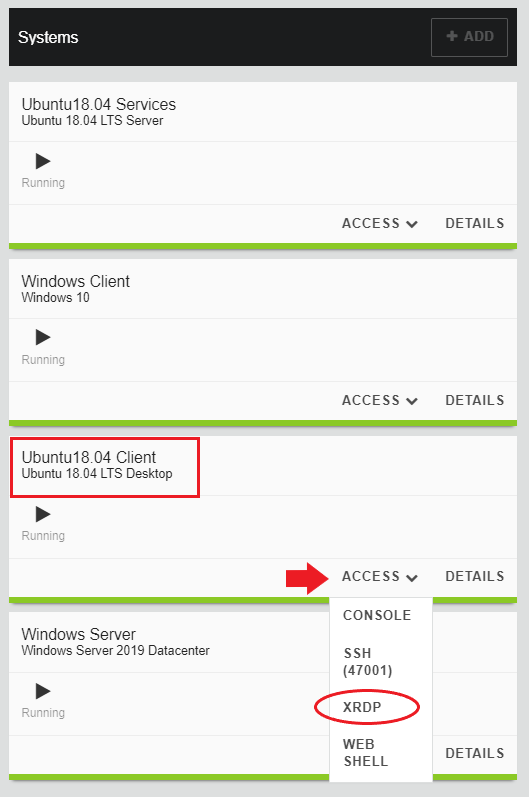 Systems
+ ADD
Ubuntu18.04 Services
Ubuntu 18.04 LTS Server
Running
ACCESS DETAILS
Windows Client
Windows 10
Running
ACCESS DETAILS
Ubuntu18.04 Client
Ubuntu 18.04 LTS Desktop
Running
ACCESS DETAILS
CONSOLE
SSH
(47001)
XRDP
WEB
SHELL
Windows Server
Windows Server 2019 Datacenter
Running
DETAILS